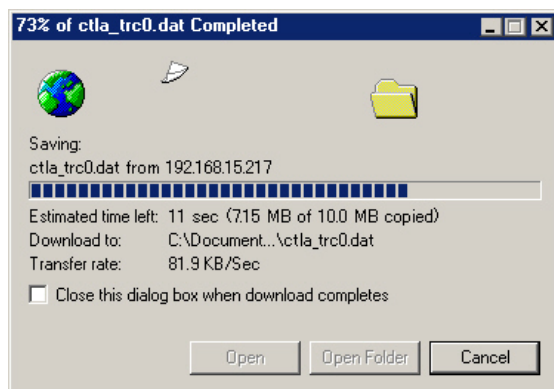 73% of ctla_trc0.dat Completed
Saving:
ctla_trc0.dat from 192.168.15.217
Estimated time left: 11 sec (7.15 MB of 10.0 MB copied)
Download to: C:\Document...\ctla_trc0.dat
Transfer rate: 81.9 KB/Sec
Close this dialog box when download completes
Open Open Folder Cancel